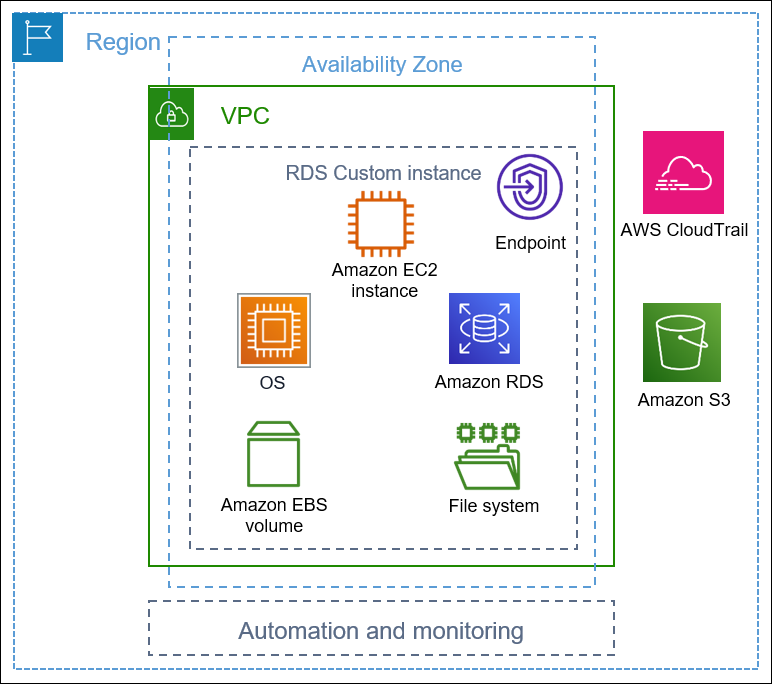 Region
Availability Zone
VPC
RDS Custom instance
Endpoint
Amazon EC2
instance
AWS CloudTrail
OS
Amazon RDS
Amazon S3
Amazon EBS
volume
File system
Automation and monitoring